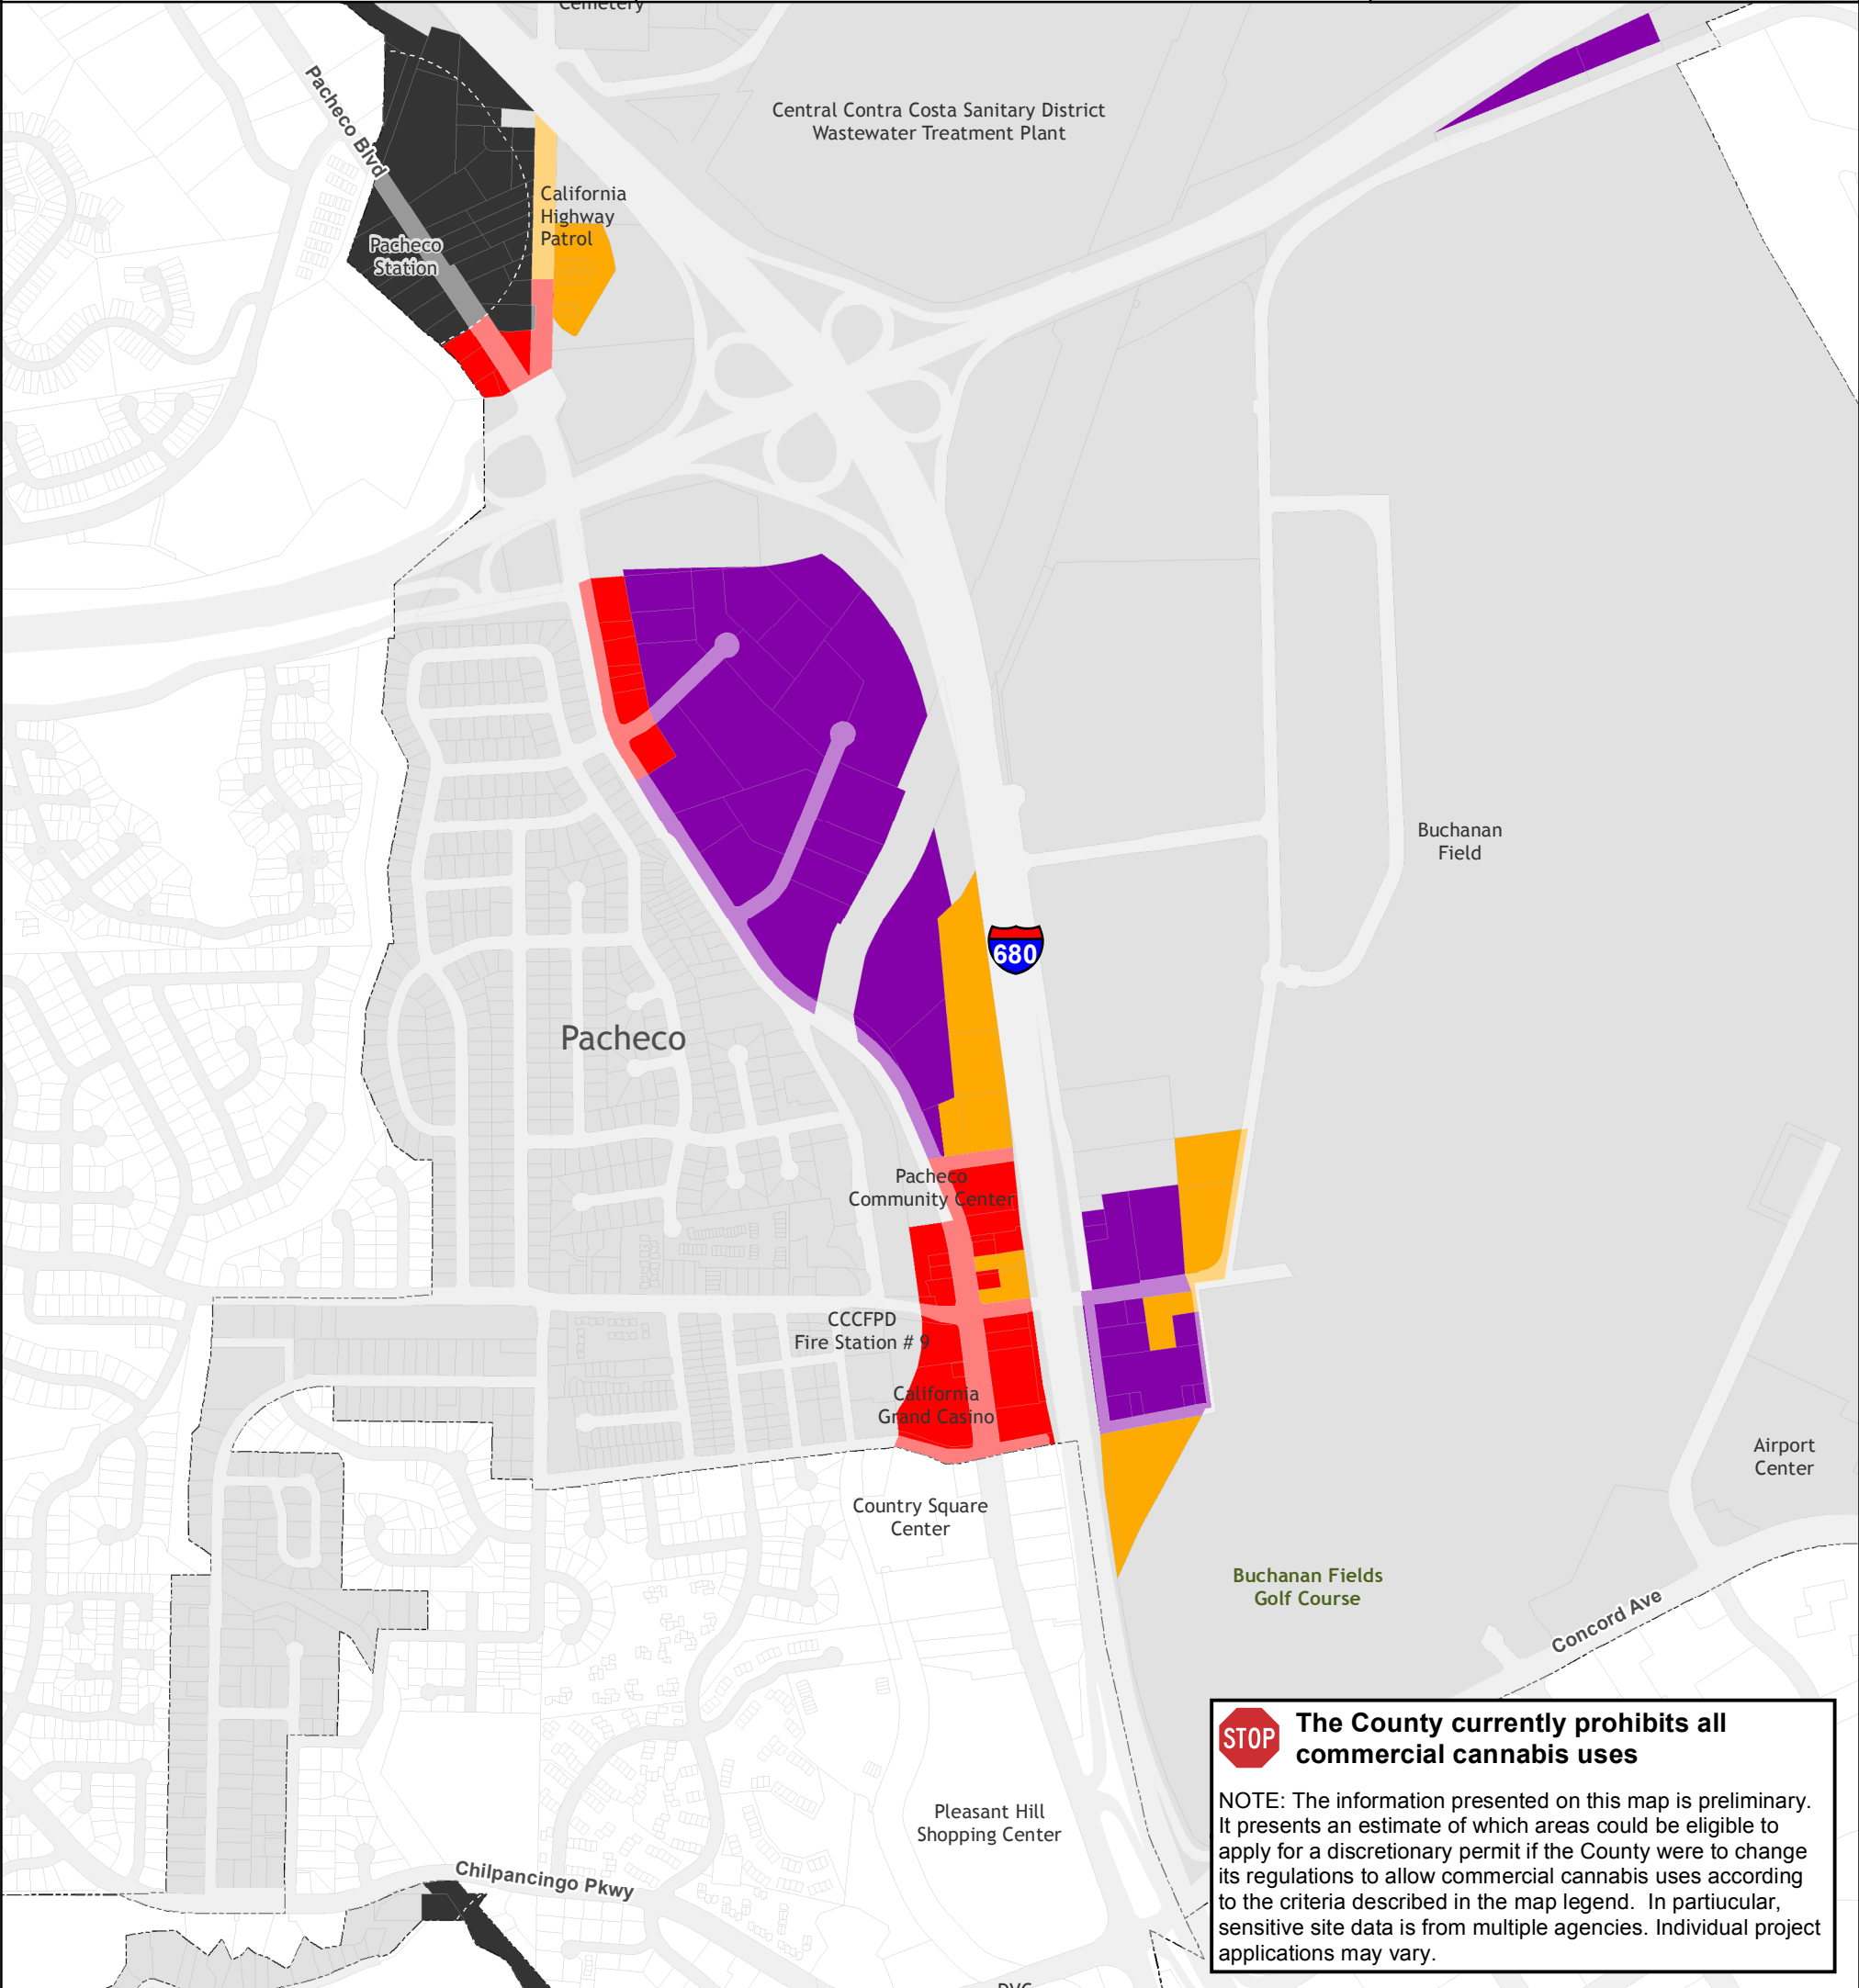 Cemetery
Central Contra Costa Sanitary District
Wastewater Treatment Plant
Pacheco Blvd
California
Highway
Patrol
Pacheco
Station
Buchanan
Field
680
Pacheco
Pacheco
Community Center
CCCFPD
Fire Station # 9
California
Grand Casino
Airport
Center
Country Square
Center
Buchanan Fields
Golf Course
Concord Ave
STOP
The County currently prohibits all
commercial cannabis uses
NOTE: The information presented on this map is preliminary.
It presents an estimate of which areas could be eligible to
apply for a discretionary permit if the County were to change
its regulations to allow commercial cannabis uses according
to the criteria described in the map legend.  In partiucular,
sensitive site data is from multiple agencies. Individual project
applications may vary.
Pleasant Hill
Shopping Center
Chilpancingo Pkwy